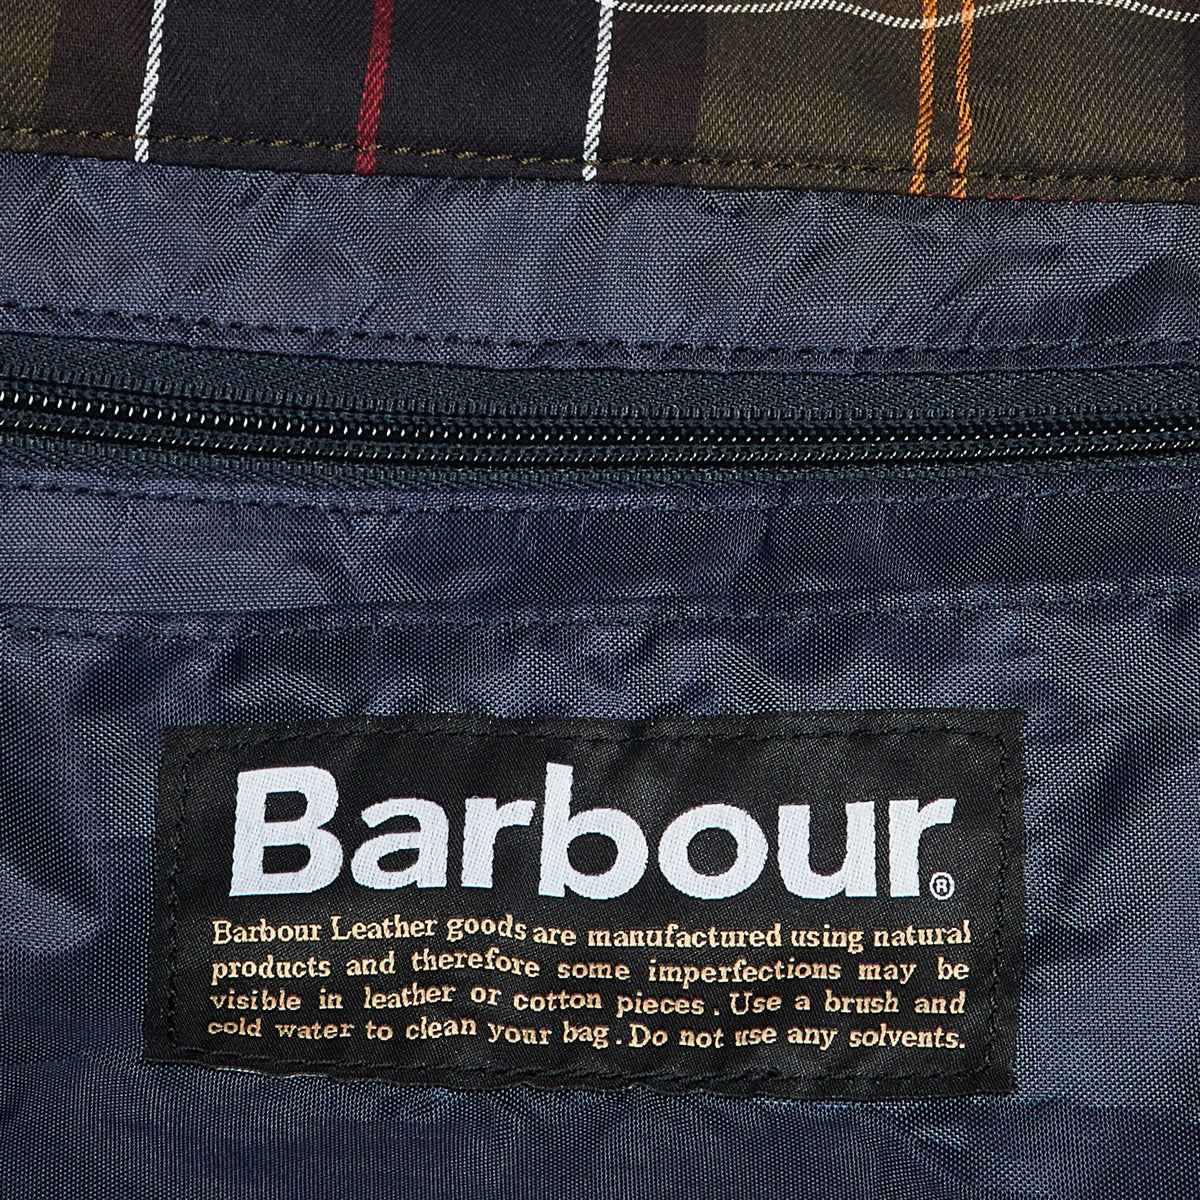 Barbour®
Barbour Leather goods are manufactured using natural
products and therefore some imperfections may be
visible in leather or cotton pieces. Use a brush and
cold water to clean your bag. Do not use any solvents.